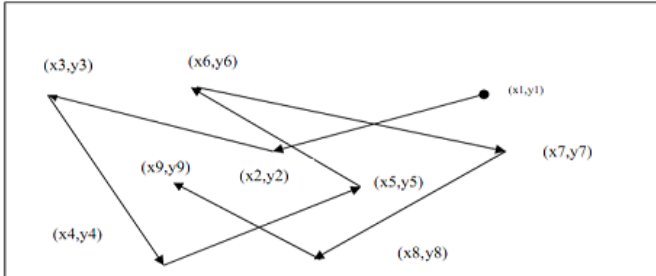 (x6,y6)
(x3,y3)
(x1,y1)
(x7,y7)
(x9,y9)
(x2,y2)
(x5,y5)
(x4,y4)
(x8,y8)